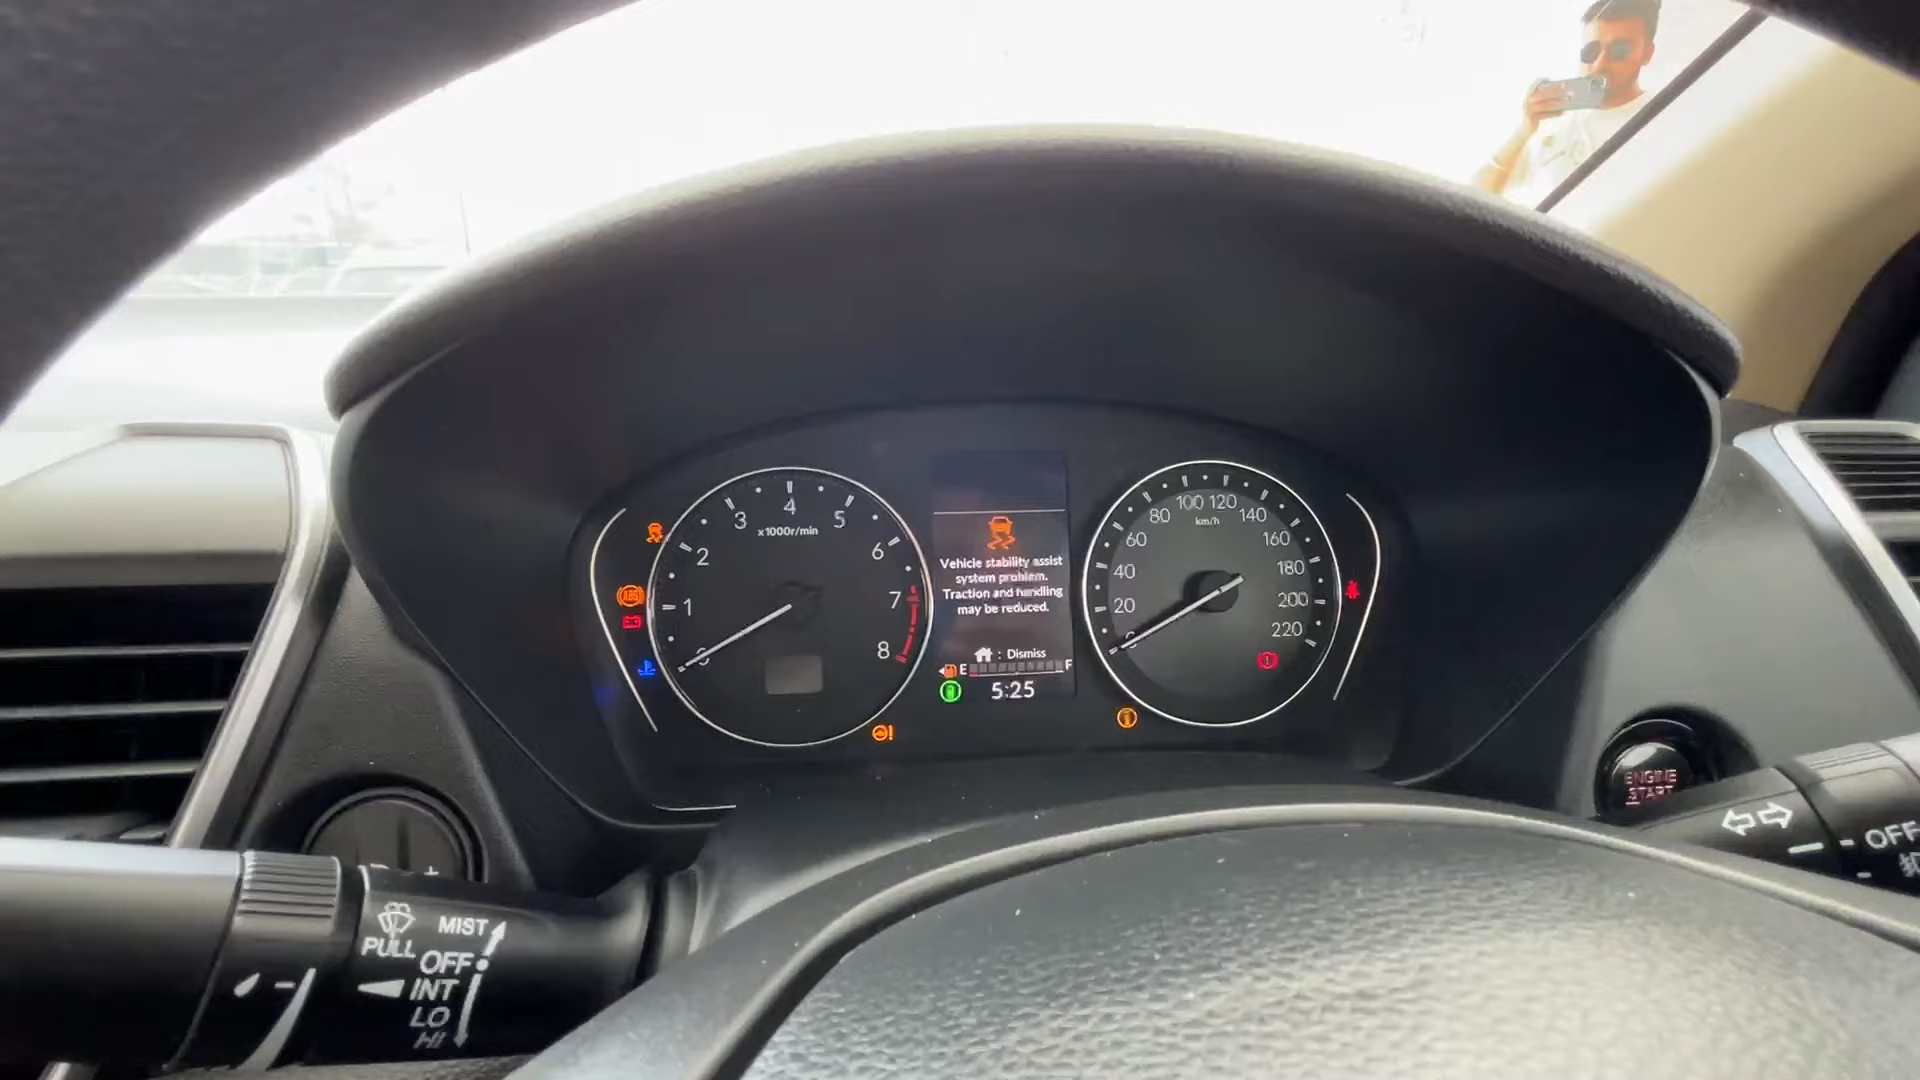 3 4 5
x1000r/min
2 6
1 7
8
ABS
Vehicle stability assist
system problem.
Traction and handling
may be reduced.
: Dismiss
E F
5:25
100 120
80 140
km/h
60 160
40 180
20 200
220
ENGINE
START
OFF
MIST
PULL
OFF
INT
LO
HI